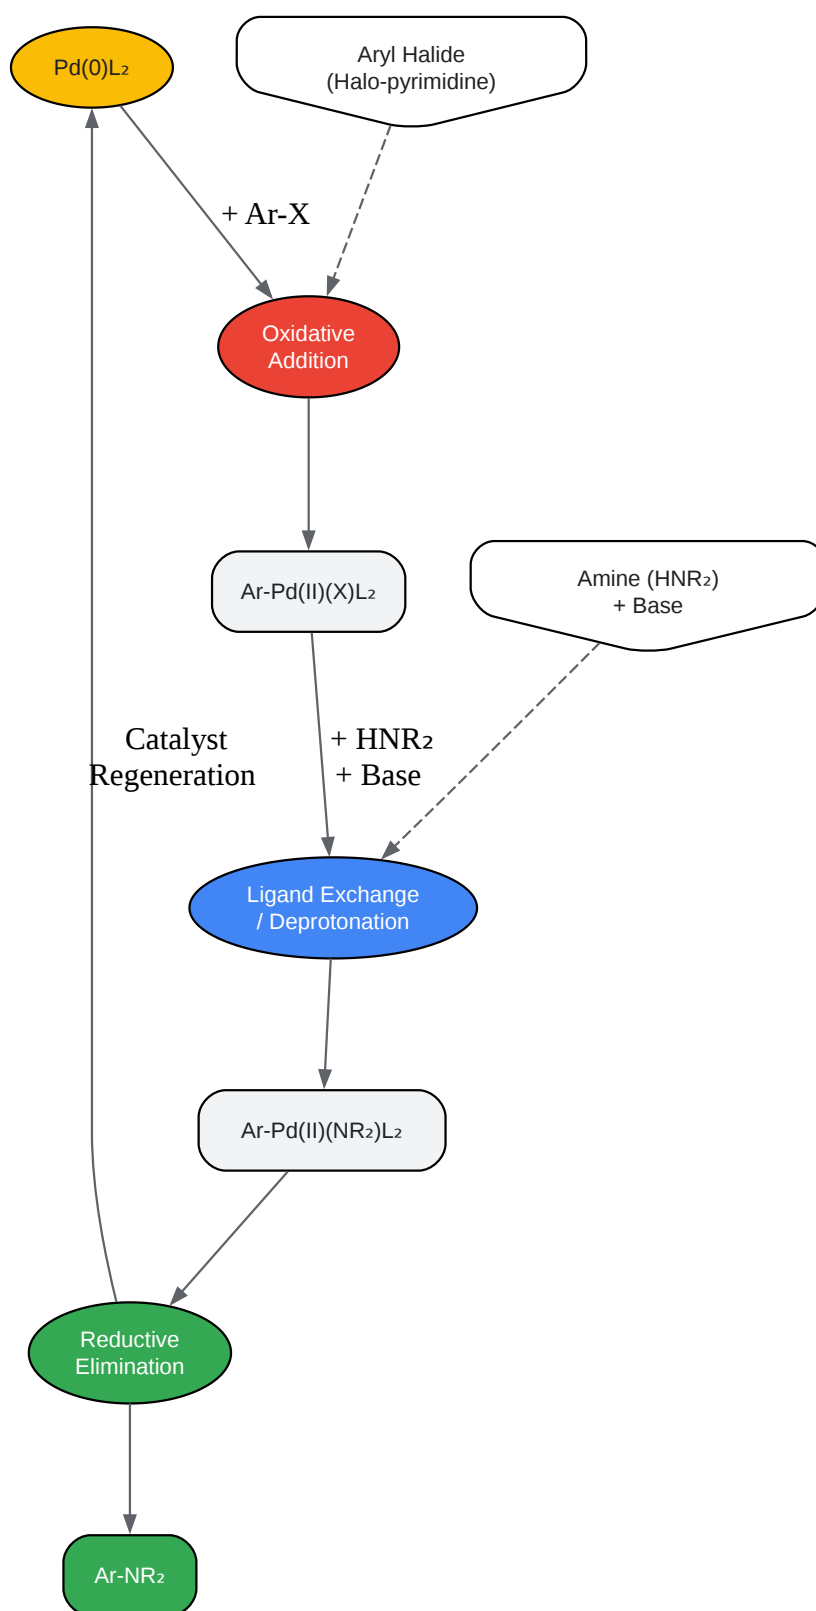 Pd(0)L₂
Aryl Halide
(Halo-pyrimidine)
+ Ar-X
Oxidative
Addition
Ar-Pd(II)(X)L₂
Amine (HNR₂)
+ Base
Catalyst
Regeneration
+ HNR₂
+ Base
Ligand Exchange
/ Deprotonation
Ar-Pd(II)(NR₂)L₂
Reductive
Elimination
Ar-NR₂